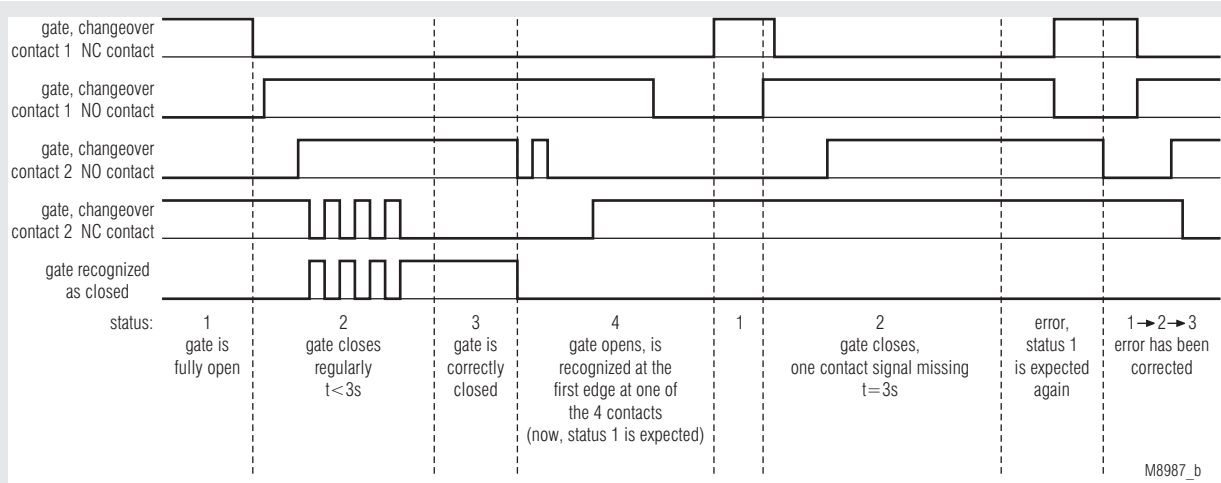 gate, changeover
contact 1 NC contact
gate, changeover
contact 1 NO contact
gate, changeover
contact 2 NO contact
gate, changeover
contact 2 NC contact
gate recognized
as closed
status:
1
gate is
fully open
2
gate closes
regularly
t<3s
3
gate is
correctly
closed
4
gate opens, is
recognized at the
first edge at one of
the 4 contacts
(now, status 1 is expected)
1
2
gate closes,
one contact signal missing
t=3s
error,
status 1
is expected
again
1→2→3
error has been
corrected
M8987_b